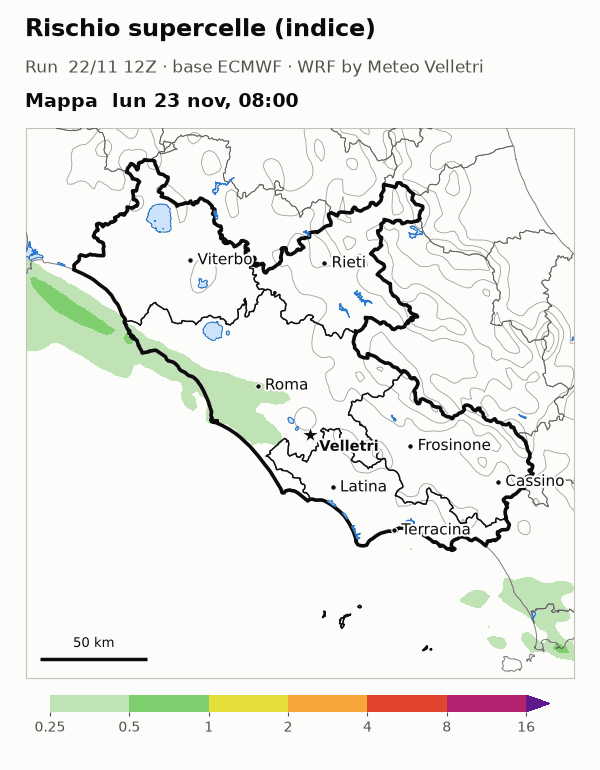 Rischio supercelle (indice)
Run  22/11 12Z · base ECMWF · WRF by Meteo Velletri
Mappa  lun 23 nov, 08:00
Viterbo
Rieti
Roma
Velletri
Frosinone
Cassino
Latina
Terracina
50 km
0.25 0.5 1 2 4 8 16